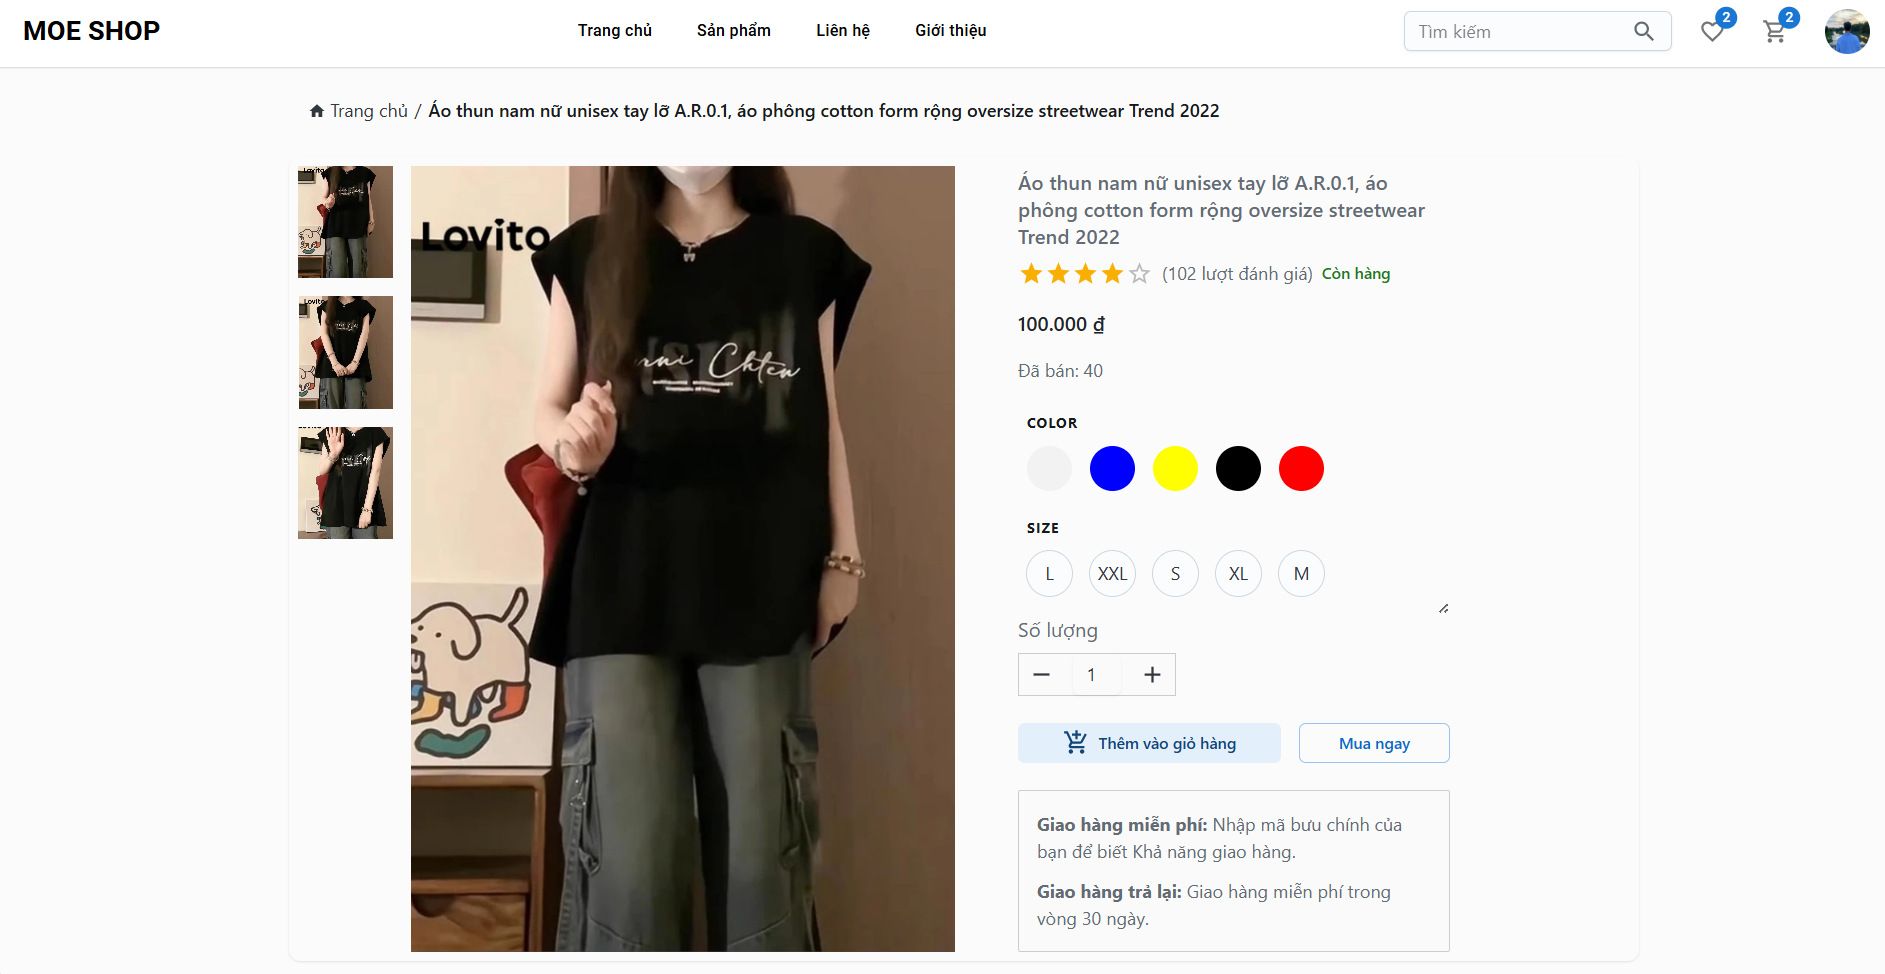 MOE SHOP
Trang chủ
Sản phẩm
Liên hệ
Giới thiệu
Tìm kiếm
2
2
Trang chủ / Áo thun nam nữ unisex tay lỡ A.R.0.1, áo phông cotton form rộng oversize streetwear Trend 2022
Lovito
Lovito
Lovito
Chten
Áo thun nam nữ unisex tay lỡ A.R.0.1, áo
phông cotton form rộng oversize streetwear
Trend 2022
(102 lượt đánh giá) Còn hàng
100.000 ₫
Đã bán: 40
COLOR
SIZE
L XXL S XL M
Số lượng
1
Thêm vào giỏ hàng
Mua ngay
Giao hàng miễn phí: Nhập mã bưu chính của
bạn để biết Khả năng giao hàng.
Giao hàng trả lại: Giao hàng miễn phí trong
vòng 30 ngày.